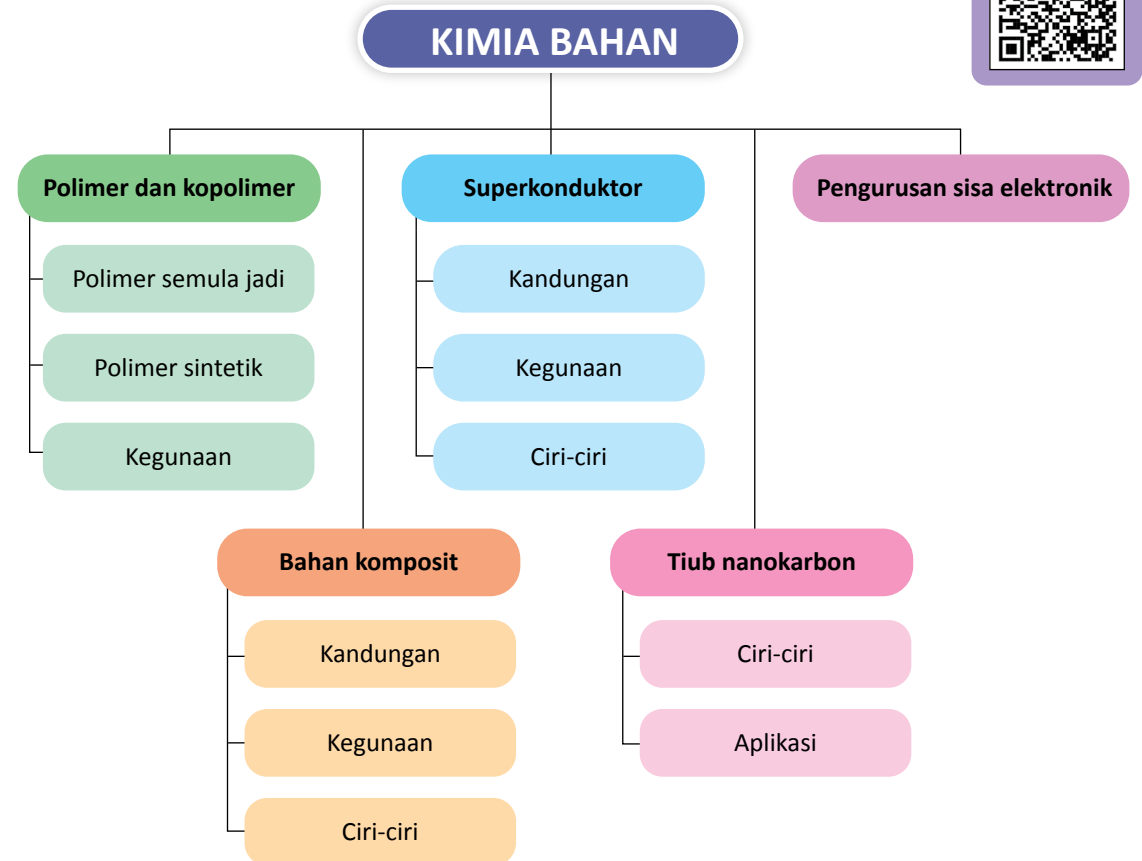 KIMIA BAHAN
Polimer dan kopolimer
Polimer semula jadi
Polimer sintetik
Kegunaan
Superkonduktor
Kandungan
Kegunaan
Ciri-ciri
Pengurusan sisa elektronik
Bahan komposit
Kandungan
Kegunaan
Ciri-ciri
Tiub nanokarbon
Ciri-ciri
Aplikasi